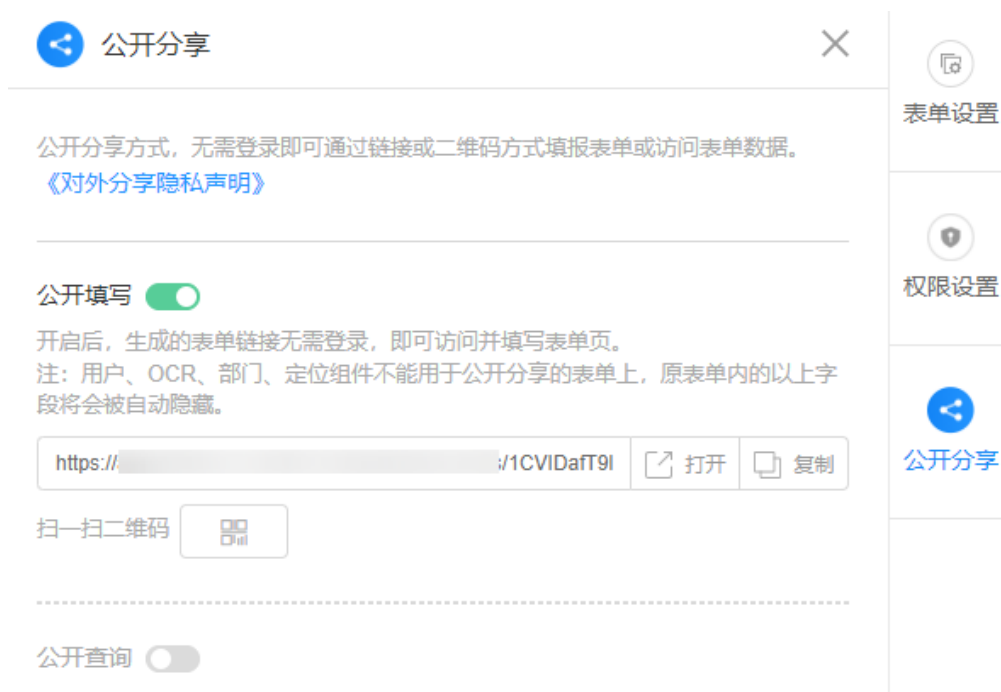 公开分享
表单设置
公开分享方式，无需登录即可通过链接或二维码方式填报表单或访问表单数据。
《对外分享隐私声明》
权限设置
公开填写
开启后，生成的表单链接无需登录，即可访问并填写表单页。
注：用户、OCR、部门、定位组件不能用于公开分享的表单上，原表单内的以上字
段将会被自动隐藏。
https:// /1CVIDafT9I 打开 复制
公开分享
扫一扫二维码
公开查询